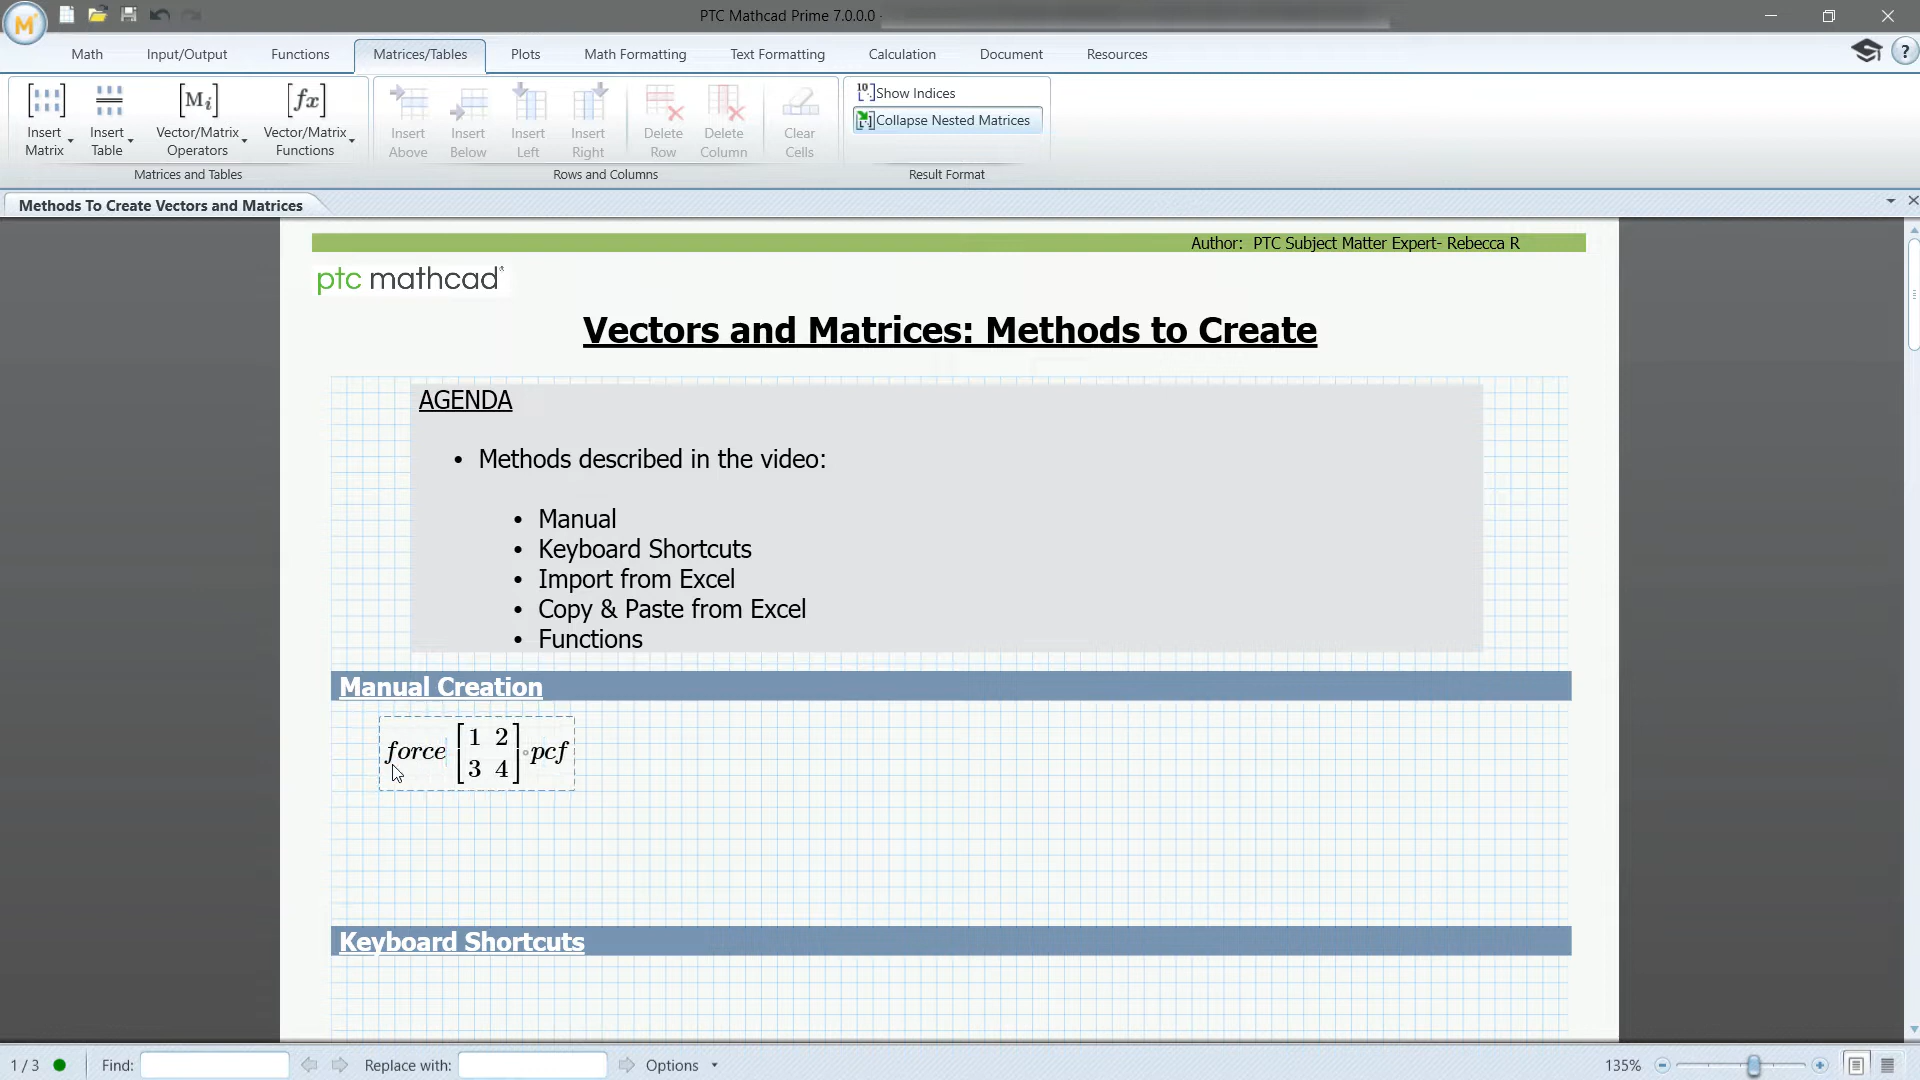 PTC Mathcad Prime 7.0.0.0 -
Math Input/Output Functions Matrices/Tables Plots Math Formatting Text Formatting Calculation Document Resources
Insert Matrix
Insert Table
Vector/Matrix Operators
Vector/Matrix Functions
Matrices and Tables
Insert Above
Insert Below
Insert Left
Insert Right
Delete Row
Delete Column
Clear Cells
Rows and Columns
Show Indices
Collapse Nested Matrices
Result Format
Methods To Create Vectors and Matrices
Author: PTC Subject Matter Expert- Rebecca R
ptc mathcad®
Vectors and Matrices: Methods to Create
AGENDA
• Methods described in the video:
• Manual
• Keyboard Shortcuts
• Import from Excel
• Copy & Paste from Excel
• Functions
Manual Creation
force [1 2
3 4] ∘ pcf
Keyboard Shortcuts
1 / 3 Find: Replace with: Options 135%